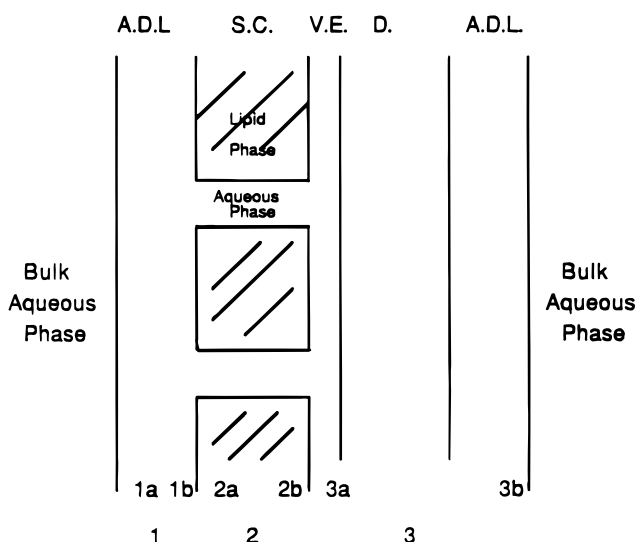 A.D.L S.C. V.E. D. A.D.L.
Lipid
Phase
Aqueous
Phase
Bulk
Aqueous
Phase
Bulk
Aqueous
Phase
1a 1b 2a 2b 3a 3b
1 2 3